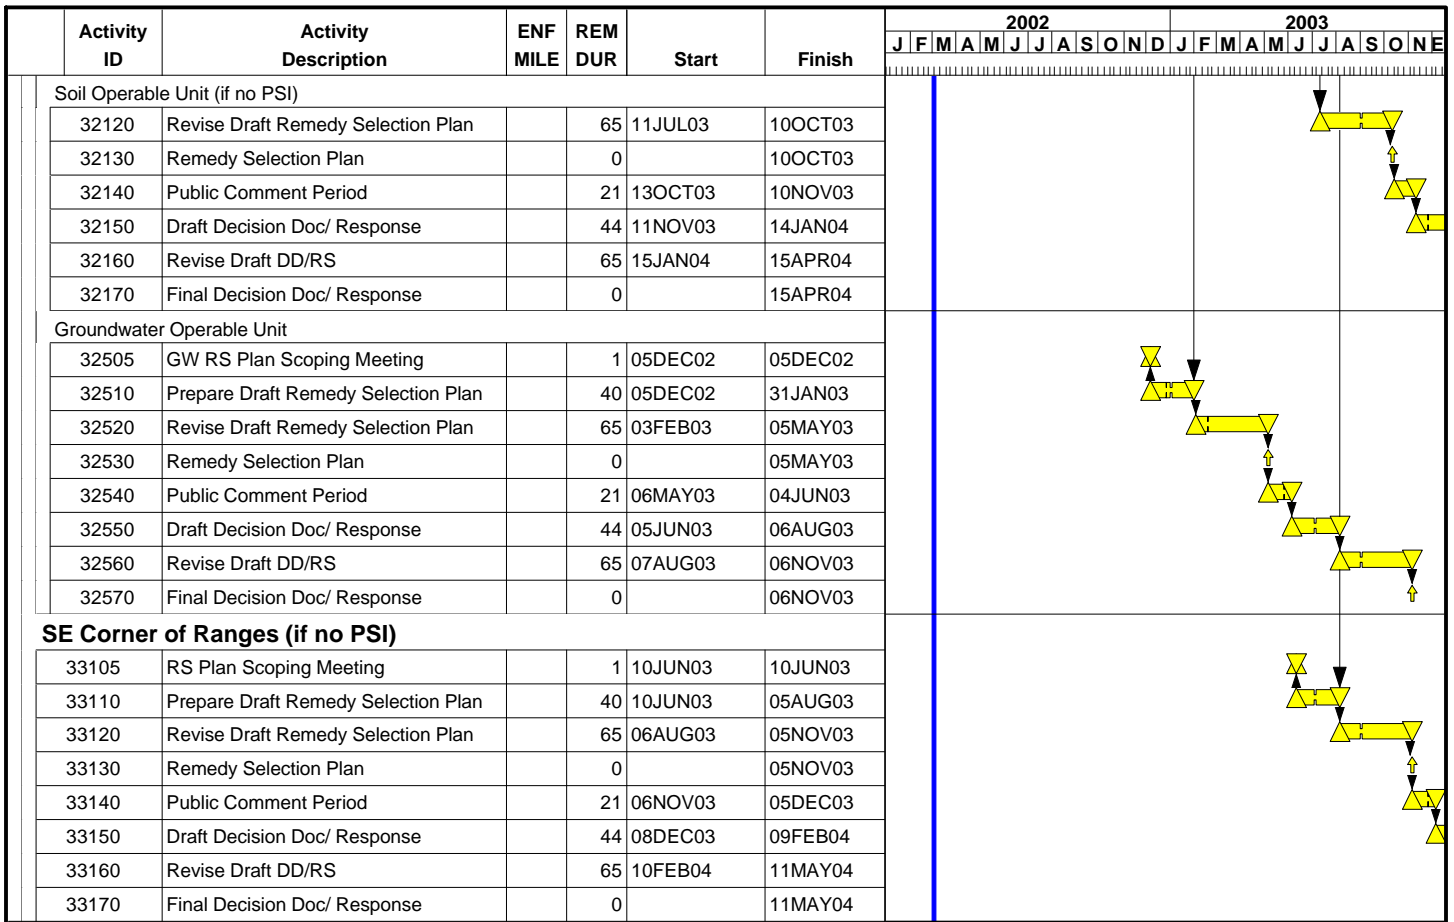 Activity ID Activity Description ENF MILE REM DUR Start Finish 2002 2003
J F M A M J J A S O N D J F M A M J J A S O N E
Soil Operable Unit (if no PSI)
32120 Revise Draft Remedy Selection Plan 65 11JUL03 10OCT03
32130 Remedy Selection Plan 0 10OCT03
32140 Public Comment Period 21 13OCT03 10NOV03
32150 Draft Decision Doc/ Response 44 11NOV03 14JAN04
32160 Revise Draft DD/RS 65 15JAN04 15APR04
32170 Final Decision Doc/ Response 0 15APR04
Groundwater Operable Unit
32505 GW RS Plan Scoping Meeting 1 05DEC02 05DEC02
32510 Prepare Draft Remedy Selection Plan 40 05DEC02 31JAN03
32520 Revise Draft Remedy Selection Plan 65 03FEB03 05MAY03
32530 Remedy Selection Plan 0 05MAY03
32540 Public Comment Period 21 06MAY03 04JUN03
32550 Draft Decision Doc/ Response 44 05JUN03 06AUG03
32560 Revise Draft DD/RS 65 07AUG03 06NOV03
32570 Final Decision Doc/ Response 0 06NOV03
SE Corner of Ranges (if no PSI)
33105 RS Plan Scoping Meeting 1 10JUN03 10JUN03
33110 Prepare Draft Remedy Selection Plan 40 10JUN03 05AUG03
33120 Revise Draft Remedy Selection Plan 65 06AUG03 05NOV03
33130 Remedy Selection Plan 0 05NOV03
33140 Public Comment Period 21 06NOV03 05DEC03
33150 Draft Decision Doc/ Response 44 08DEC03 09FEB04
33160 Revise Draft DD/RS 65 10FEB04 11MAY04
33170 Final Decision Doc/ Response 0 11MAY04